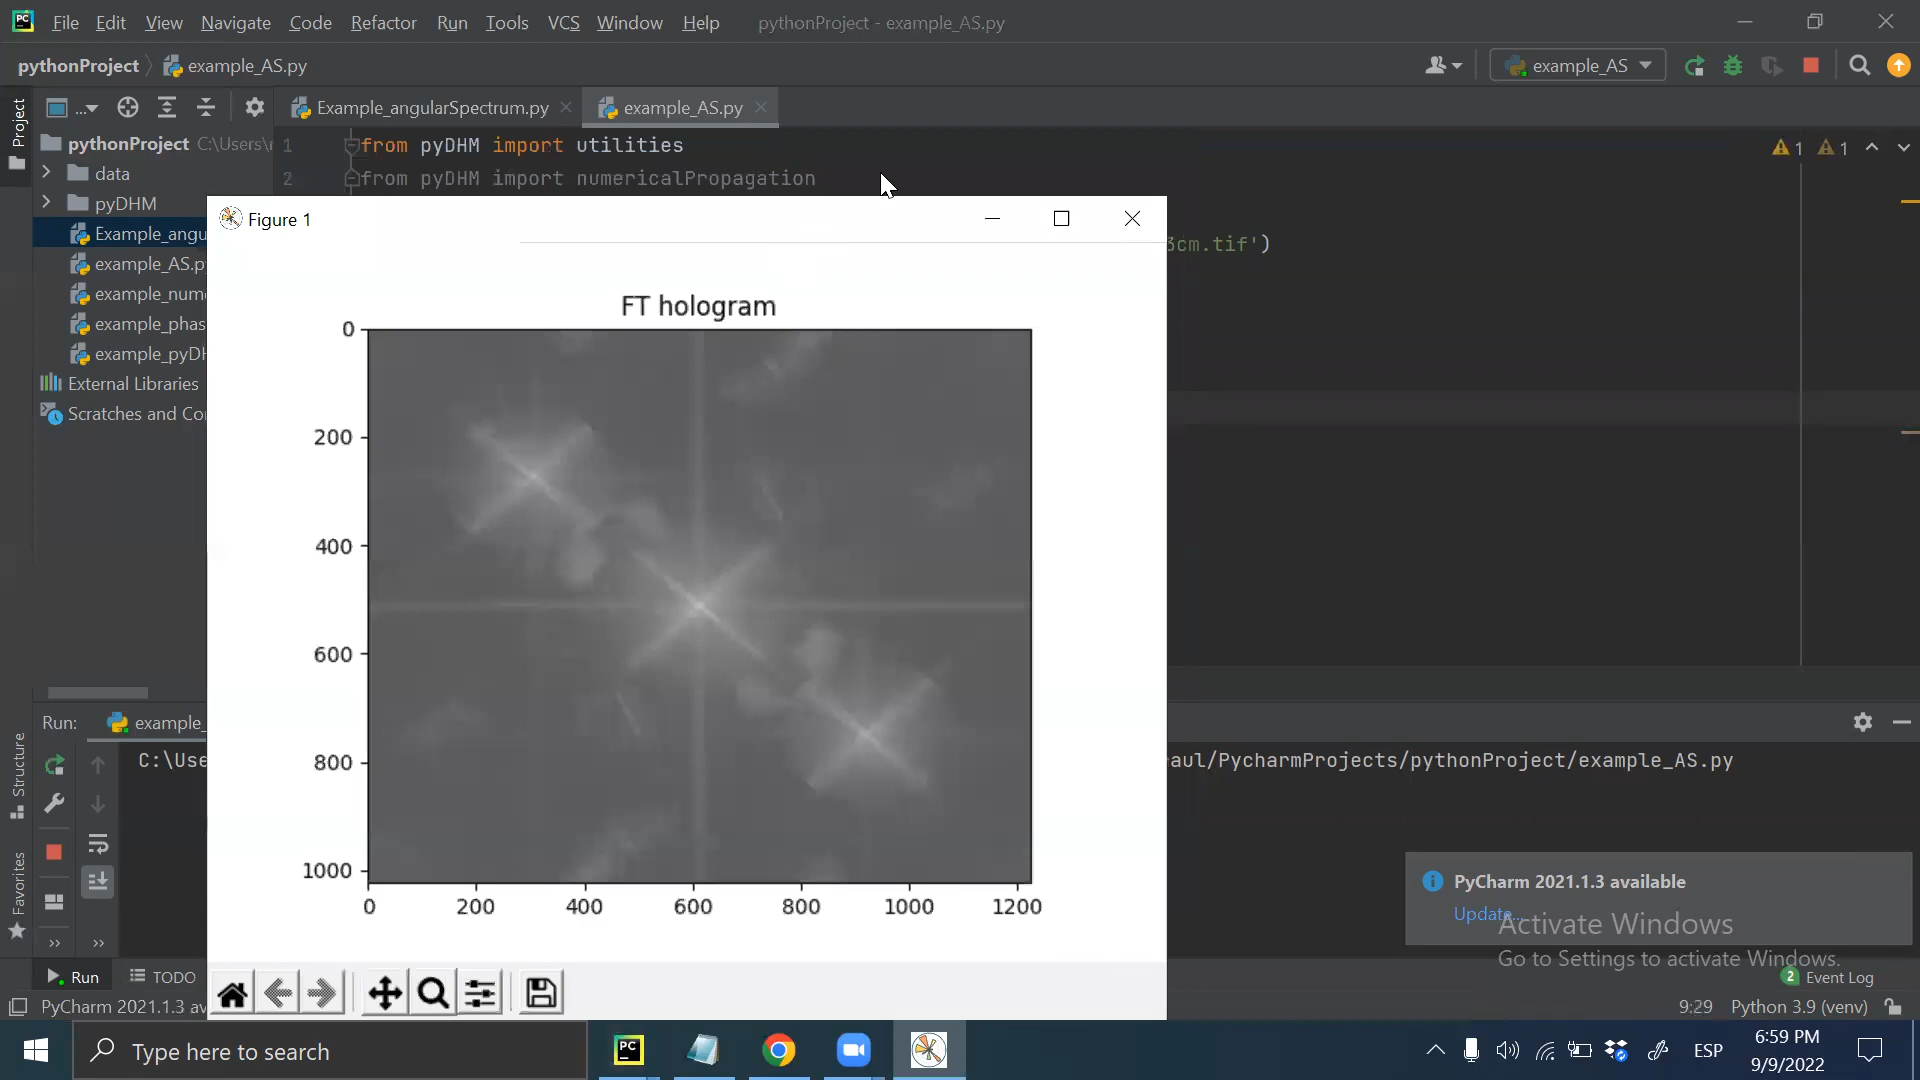 File Edit View Navigate Code Refactor Run Tools VCS Window Help pythonProject - example_AS.py
pythonProject example_AS.py example_AS
Project
... Example_angularSpectrum.py example_AS.py
pythonProject C:\Users\
data
pyDHM
Example_angu
example_AS.p
example_nume
example_phas
example_pyDH
External Libraries
Scratches and Co
1 from pyDHM import utilities
2 from pyDHM import numericalPropagation
3cm.tif')
1 1
Figure 1
FT hologram
0
200
400
600
800
1000
0 200 400 600 800 1000 1200
Run: example_
C:\Use
aul/PycharmProjects/pythonProject/example_AS.py
Structure
Favorites
PyCharm 2021.1.3 available
Update...
Activate Windows
Go to Settings to activate Windows.
Run TODO
2 Event Log
PyCharm 2021.1.3 av
9:29 Python 3.9 (venv)
Type here to search
ESP
6:59 PM
9/9/2022